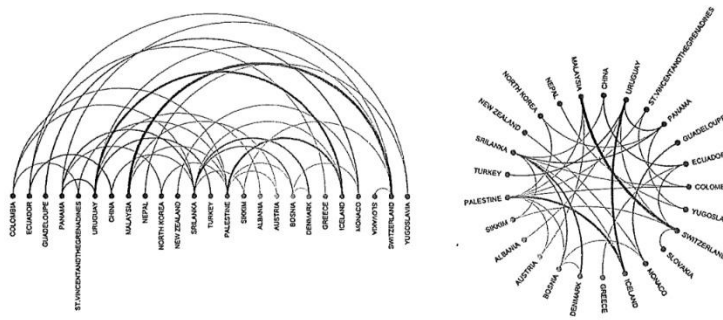 COLOMBIA
ECUADOR
GUADELOUPE
PANAMA
ST.VINCENTANDTHEGRENADINES
URUGUAY
CHINA
MALAYSIA
NEPAL
NORTH KOREA
NEW ZEALAND
SRILANKA
TURKEY
PALESTINE
SIKKIM
ALBANIA
AUSTRIA
BOSNIA
DENMARK
GREECE
ICELAND
MONACO
SLOVAKIA
SWITZERLAND
YUGOSLAVIA
MALAYSIA
CHINA
URUGUAY
ST.VINCENTANDTHEGRENADINES
PANAMA
GUADELOUPE
ECUADOR
COLOMB
YUGOSLAV
SWITZERLAND
SLOVAKIA
MONACO
ICELAND
GREECE
DENMARK
BOSNIA
AUSTRIA
ALBANIA
SIKKIM
PALESTINE
TURKEY
SRILANKA
NEW ZEALAND
NORTH KOREA
NEPAL